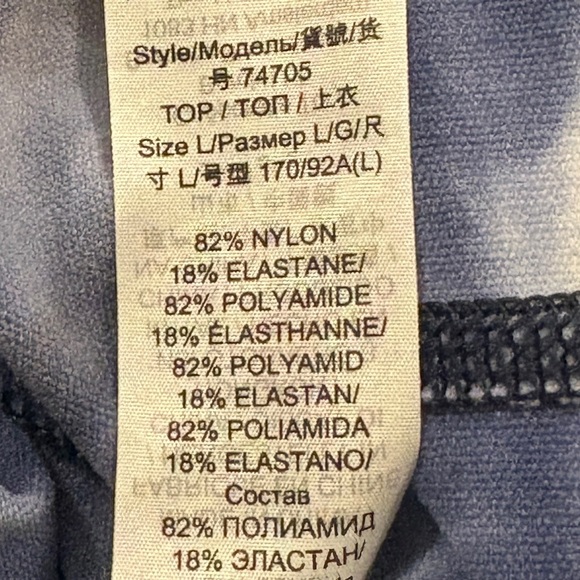 Style/Модель/貨號/货
号 74705
TOP / ТОП / 上衣
Size L/Размер L/G/尺
寸 L/号型 170/92A(L)
82% NYLON
18% ELASTANE/
82% POLYAMIDE
18% ÉLASTHANNE/
82% POLYAMID
18% ELASTAN/
82% POLIAMIDA
18% ELASTANO/
Состав
82% ПОЛИАМИД
18% ЭЛАСТАН/